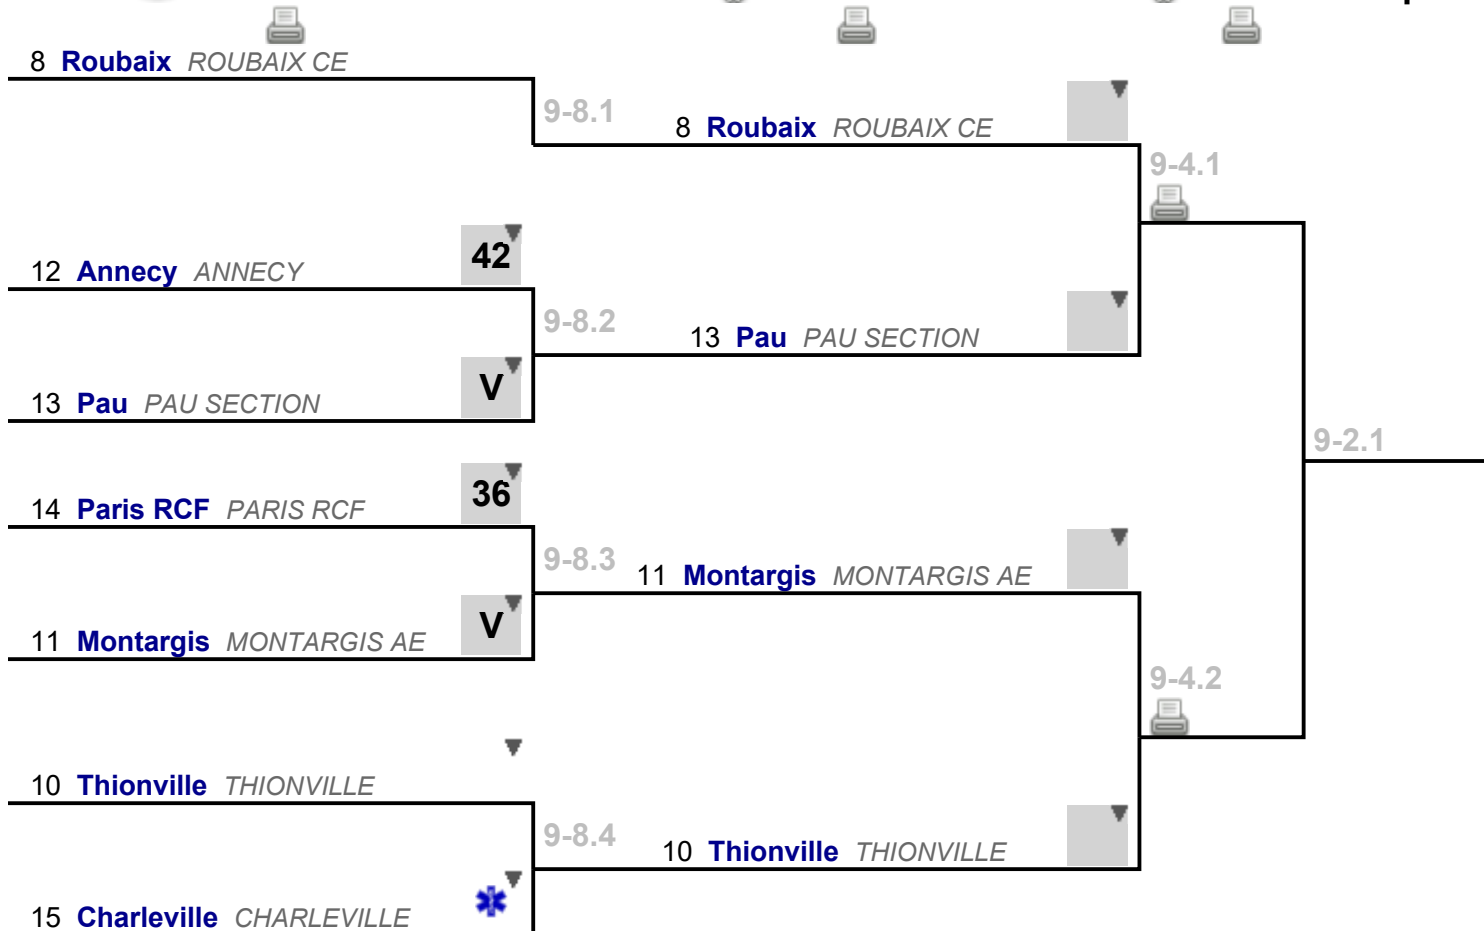 8 Roubaix ROUBAIX CE
9-8.1
8 Roubaix ROUBAIX CE
9-4.1
12 Annecy ANNECY 42
9-8.2
13 Pau PAU SECTION
13 Pau PAU SECTION V
9-2.1
14 Paris RCF PARIS RCF 36
9-8.3
11 Montargis MONTARGIS AE
11 Montargis MONTARGIS AE V
9-4.2
10 Thionville THIONVILLE
9-8.4
10 Thionville THIONVILLE
15 Charleville CHARLEVILLE